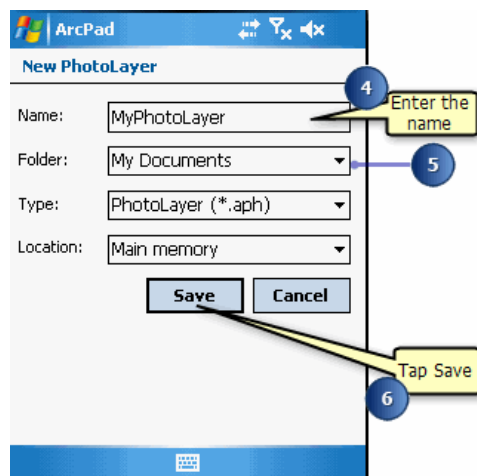 ArcPad
New PhotoLayer
4
Enter the
name
Name: MyPhotoLayer
Folder: My Documents
5
Type: PhotoLayer (*.aph)
Location: Main memory
Save Cancel
Tap Save
6